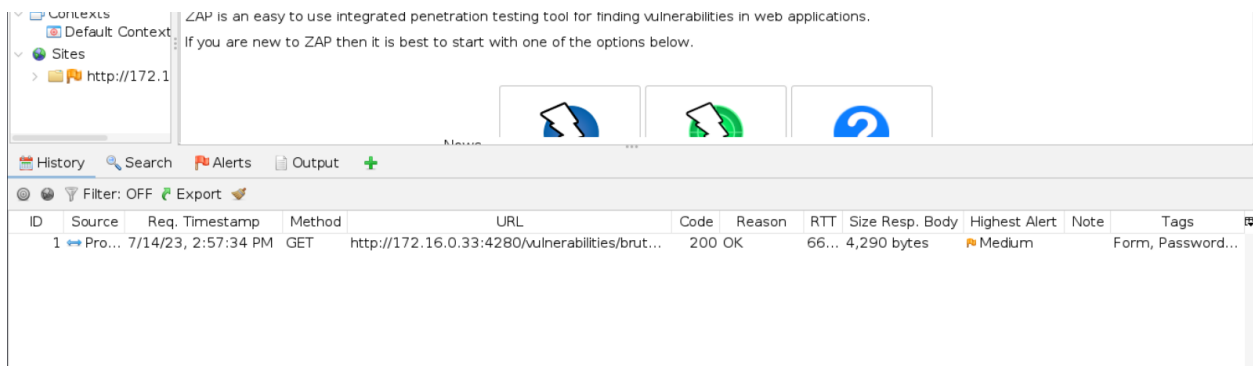 Contexts
Default Context
Sites
http://172.1
ZAP is an easy to use integrated penetration testing tool for finding vulnerabilities in web applications.
If you are new to ZAP then it is best to start with one of the options below.
?
History Search Alerts Output
Filter: OFF Export
ID Source Req. Timestamp Method URL Code Reason RTT Size Resp. Body Highest Alert Note Tags
1 Pro... 7/14/23, 2:57:34 PM GET http://172.16.0.33:4280/vulnerabilities/brut... 200 OK 66... 4,290 bytes Medium Form, Password...